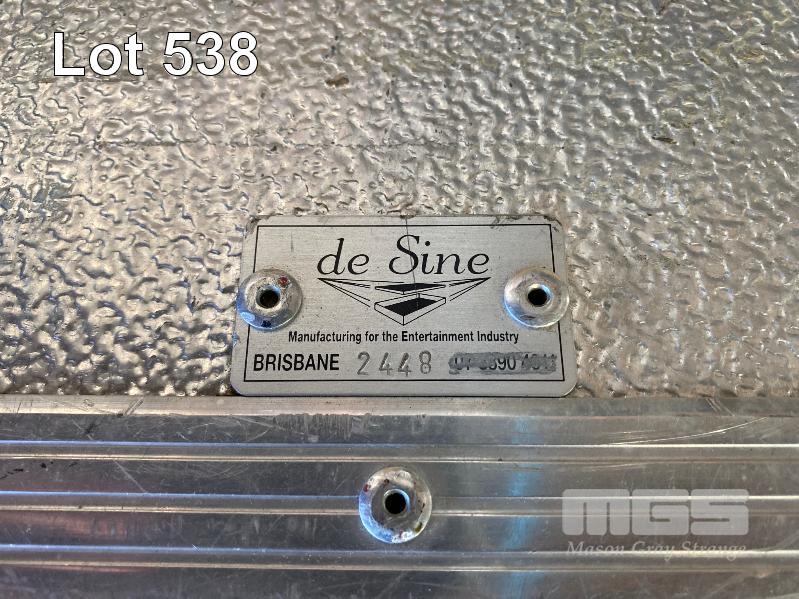 Lot 538
de Sine
Manufacturing for the Entertainment Industry
BRISBANE 2448
MGS
Mason Gray Strange